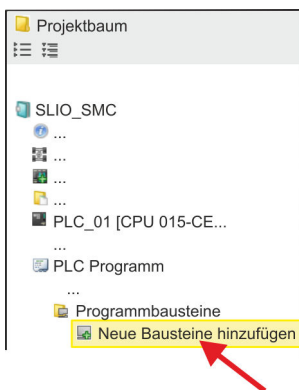 Projektbaum
SLIO_SMC
...
...
...
...
PLC_01 [CPU 015-CE...
...
PLC Programm
...
Programmbausteine
Neue Bausteine hinzufügen